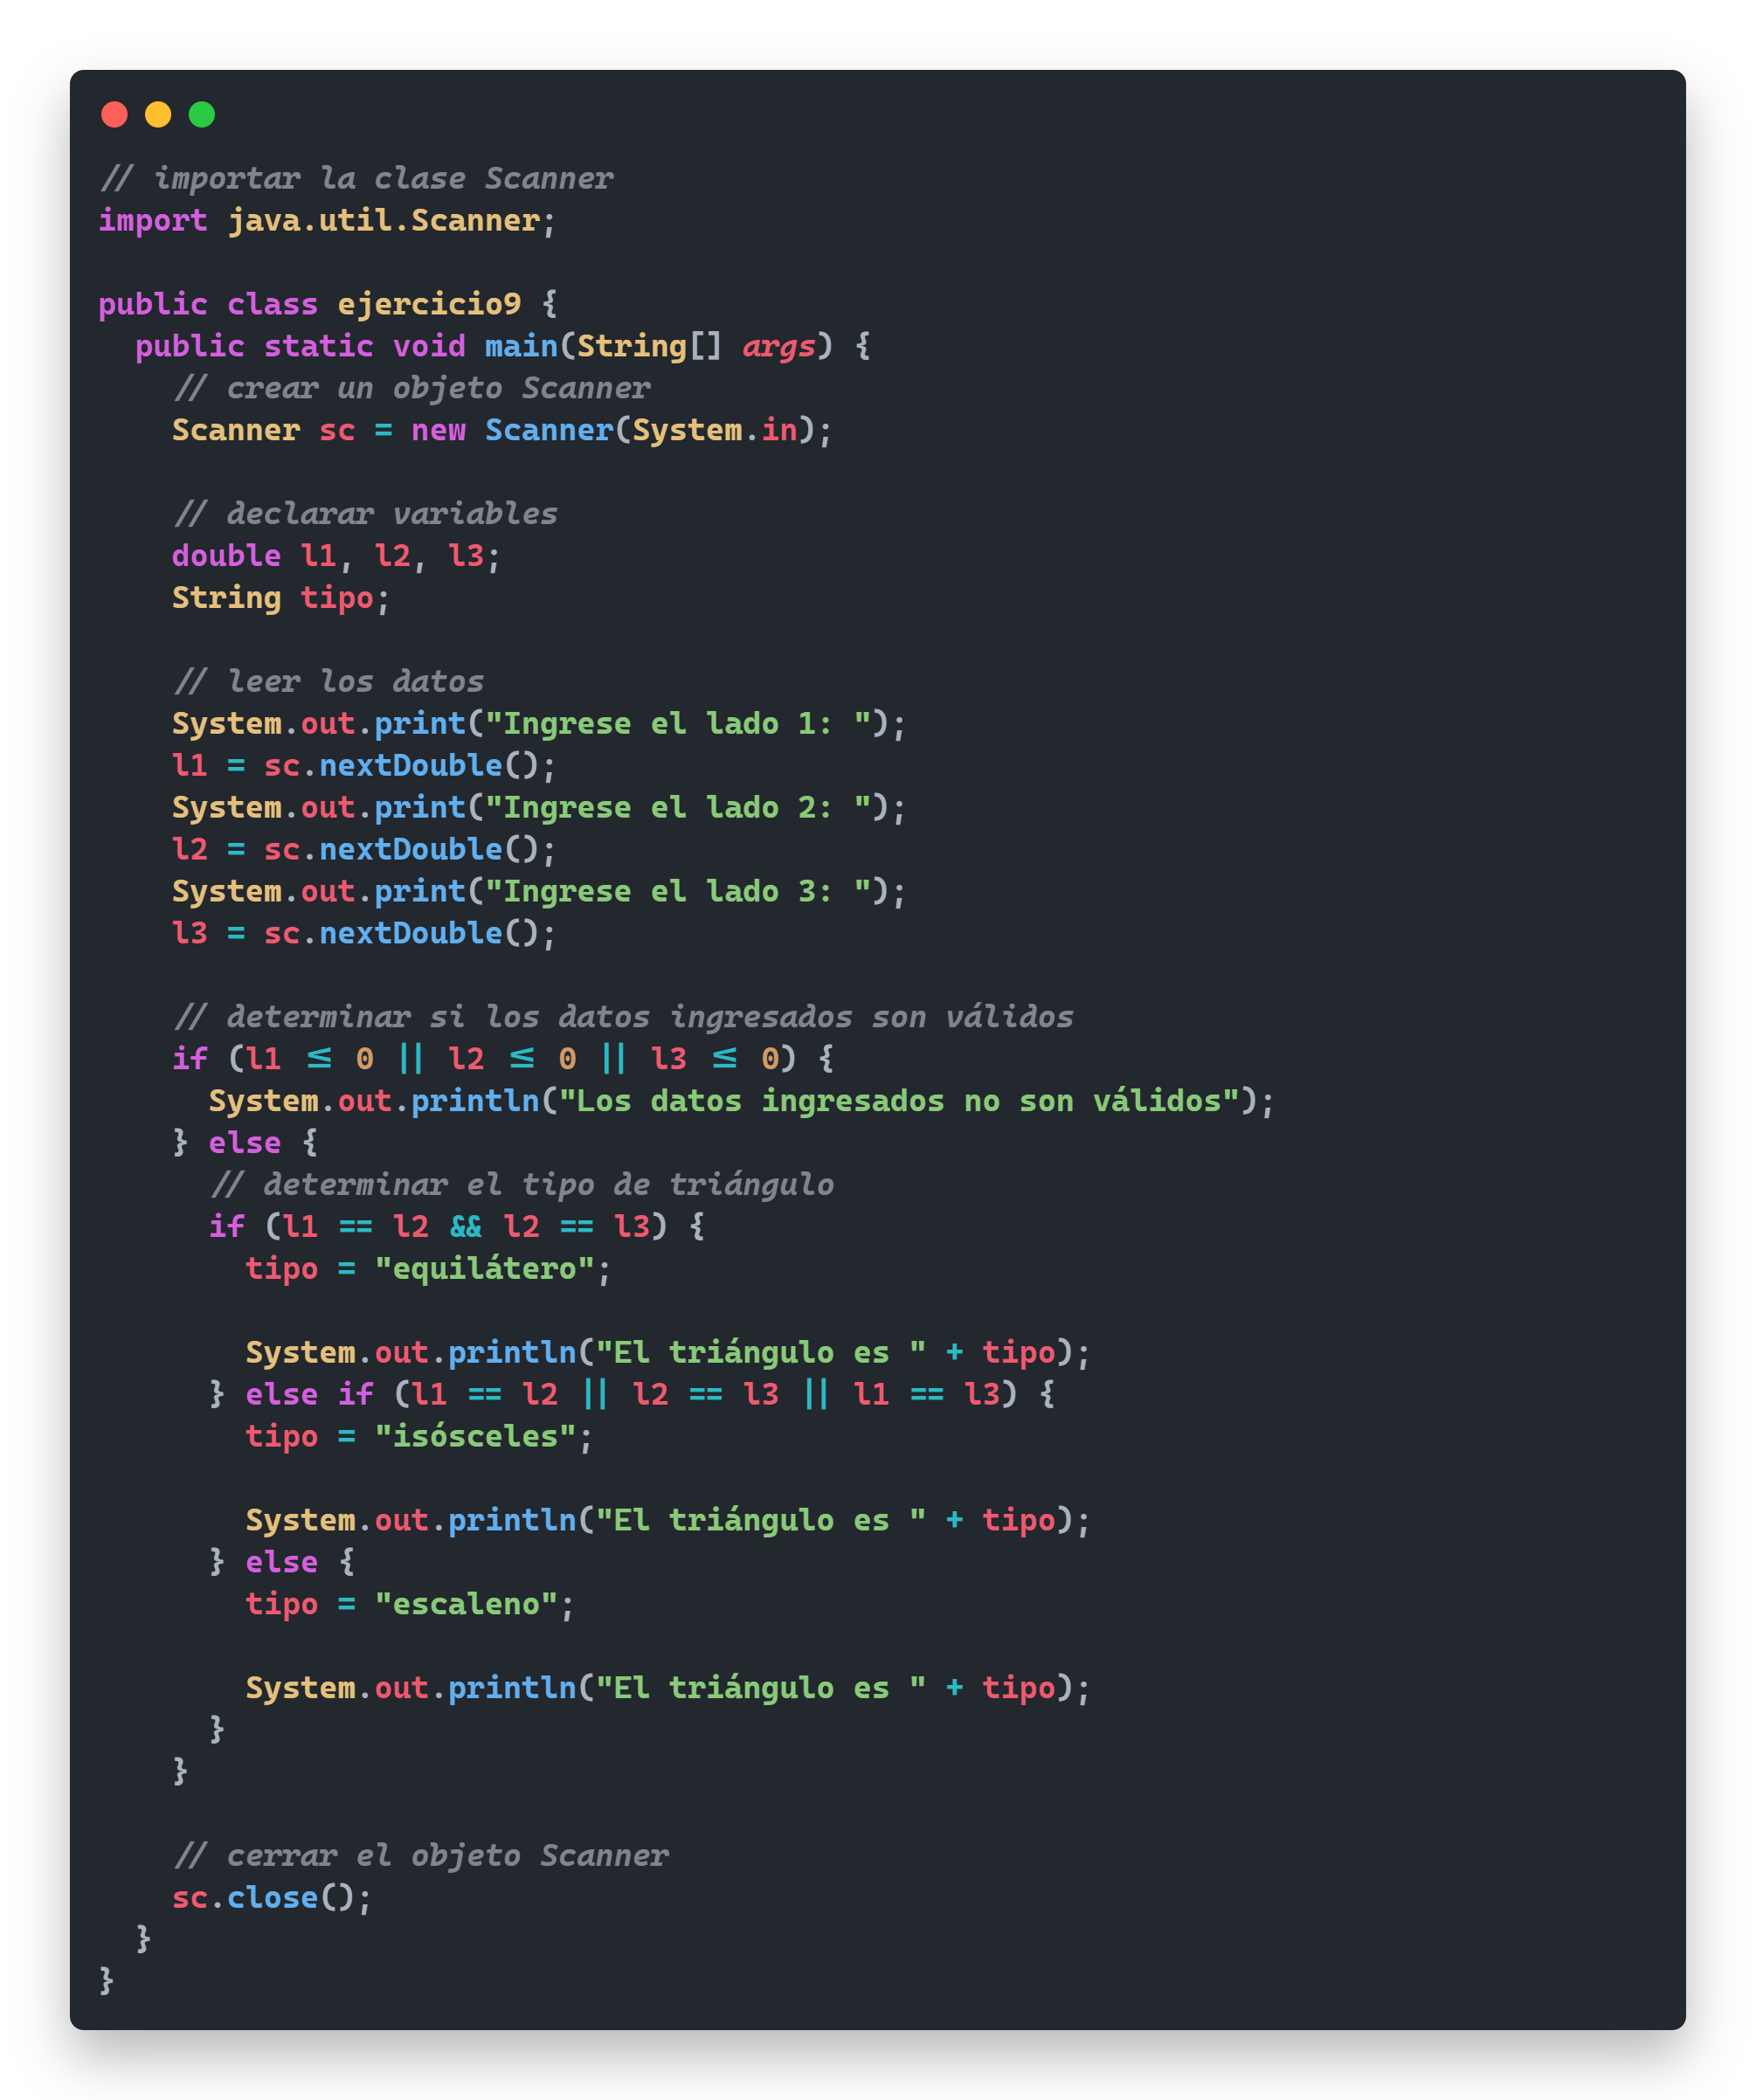 // importar la clase Scanner
import java.util.Scanner;

public class ejercicio9 {
  public static void main(String[] args) {
    // crear un objeto Scanner
    Scanner sc = new Scanner(System.in);

    // declarar variables
    double l1, l2, l3;
    String tipo;

    // leer los datos
    System.out.print("Ingrese el lado 1: ");
    l1 = sc.nextDouble();
    System.out.print("Ingrese el lado 2: ");
    l2 = sc.nextDouble();
    System.out.print("Ingrese el lado 3: ");
    l3 = sc.nextDouble();

    // determinar si los datos ingresados son válidos
    if (l1 <= 0 || l2 <= 0 || l3 <= 0) {
      System.out.println("Los datos ingresados no son válidos");
    } else {
      // determinar el tipo de triángulo
      if (l1 == l2 && l2 == l3) {
        tipo = "equilátero";

        System.out.println("El triángulo es " + tipo);
      } else if (l1 == l2 || l2 == l3 || l1 == l3) {
        tipo = "isósceles";

        System.out.println("El triángulo es " + tipo);
      } else {
        tipo = "escaleno";

        System.out.println("El triángulo es " + tipo);
      }
    }

    // cerrar el objeto Scanner
    sc.close();
  }
}